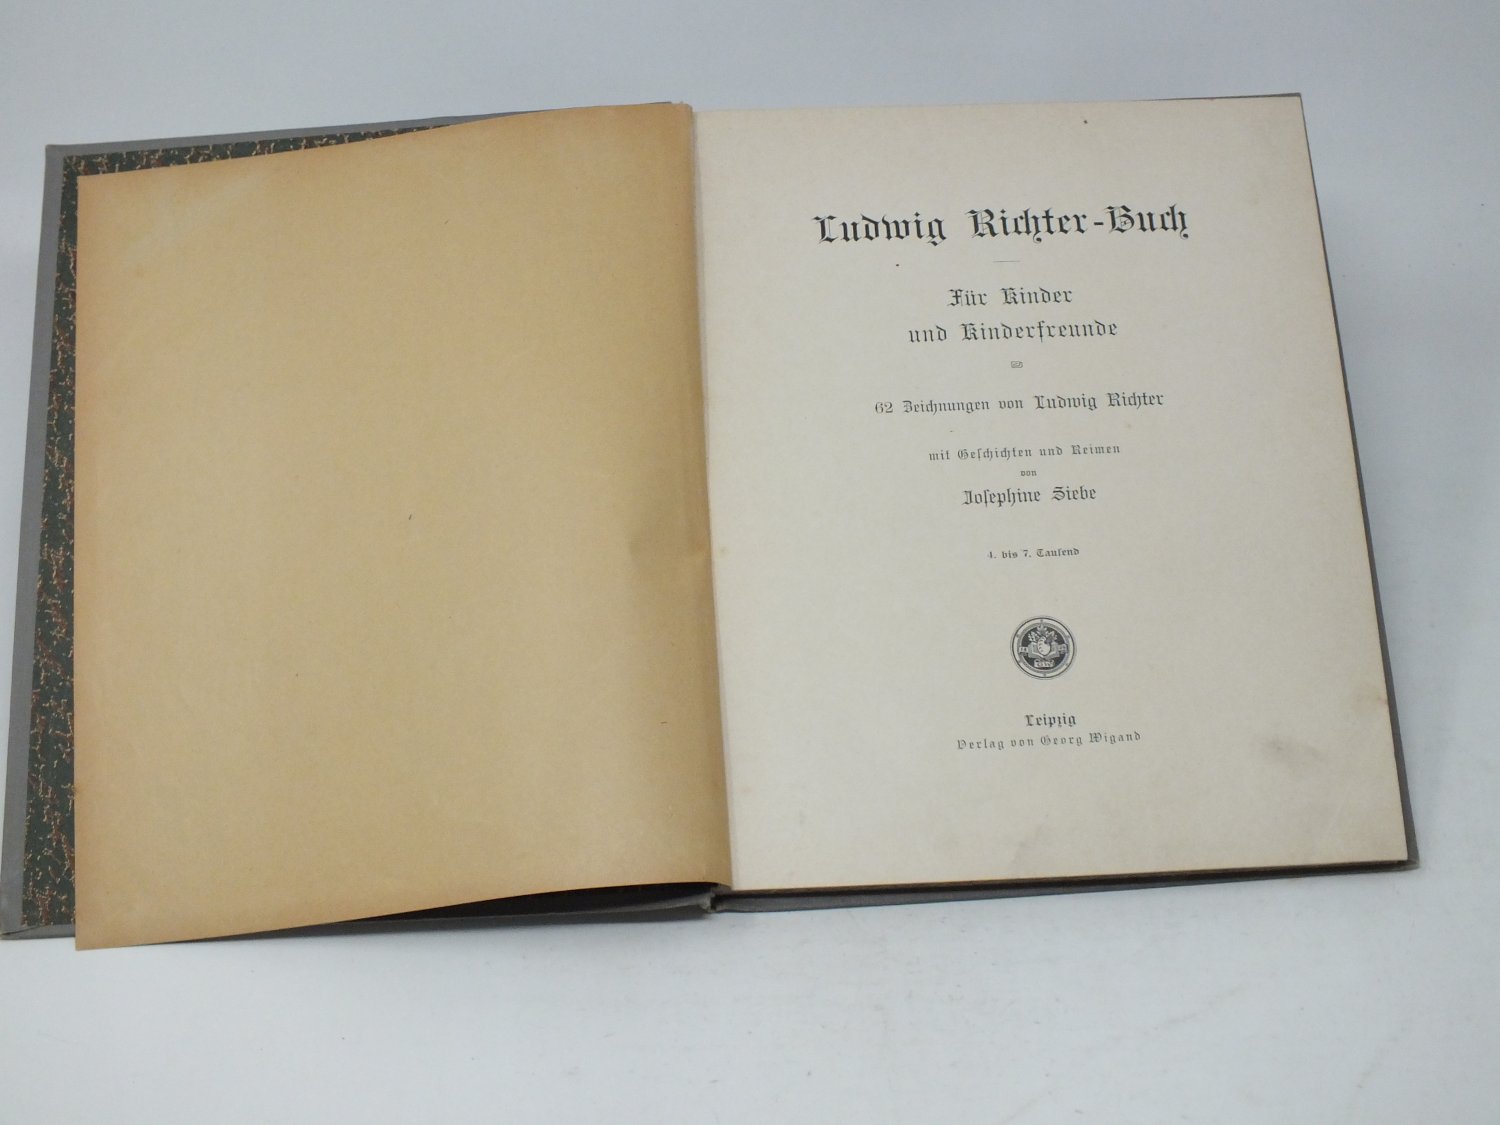 Ludwig Richter-Buch
Für Kinder
und Kinderfreunde
62 Zeichnungen von Ludwig Richter
mit Geſchichten und Reimen
von
Joſephine Siebe
4. bis 7. Tauſend
Leipzig
Verlag von Georg Wigand